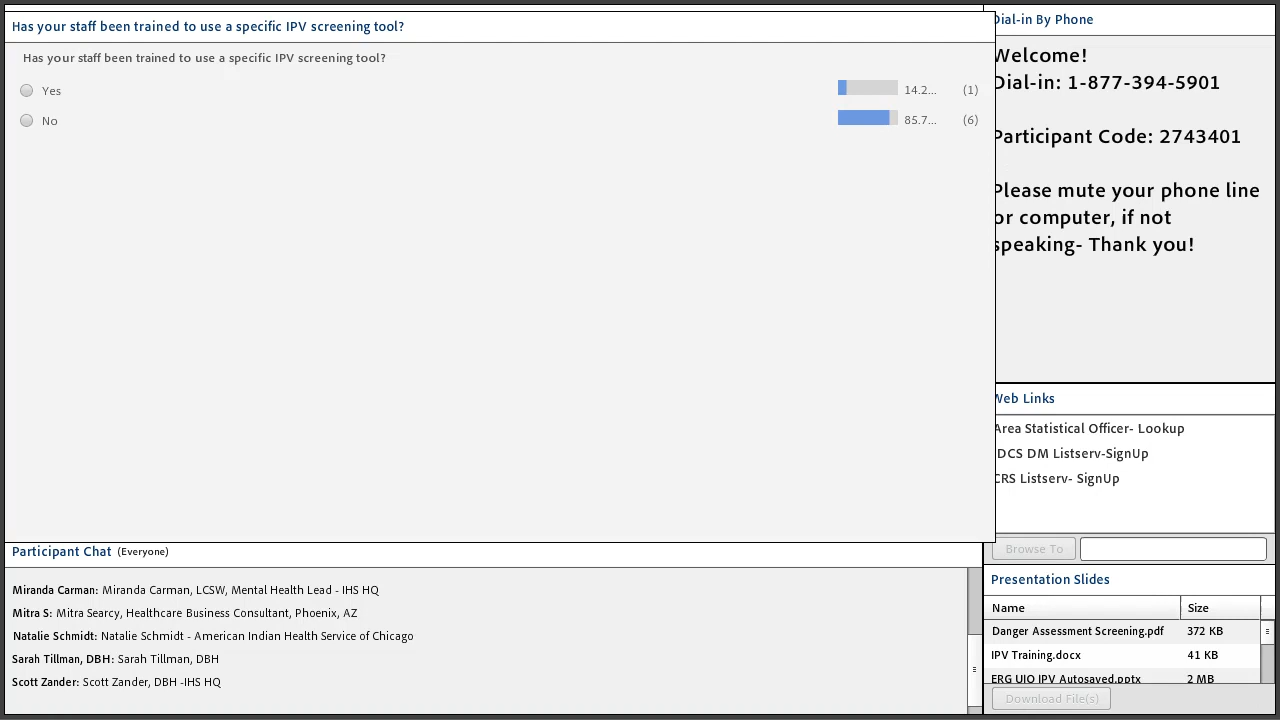 Has your staff been trained to use a specific IPV screening tool?
Has your staff been trained to use a specific IPV screening tool?
Yes 14.2... (1)
No 85.7... (6)
Participant Chat (Everyone)
Miranda Carman: Miranda Carman, LCSW, Mental Health Lead - IHS HQ
Mitra S: Mitra Searcy, Healthcare Business Consultant, Phoenix, AZ
Natalie Schmidt: Natalie Schmidt - American Indian Health Service of Chicago
Sarah Tillman, DBH: Sarah Tillman, DBH
Scott Zander: Scott Zander, DBH -IHS HQ
Dial-in By Phone
Welcome!
Dial-in: 1-877-394-5901
Participant Code: 2743401
Please mute your phone line
or computer, if not
speaking- Thank you!
Web Links
Area Statistical Officer- Lookup
DCS DM Listserv-SignUp
CRS Listserv- SignUp
Browse To
Presentation Slides
Name Size
Danger Assessment Screening.pdf 372 KB
IPV Training.docx 41 KB
ERG UIO IPV Autosaved.pptx 2 MB
Download File(s)